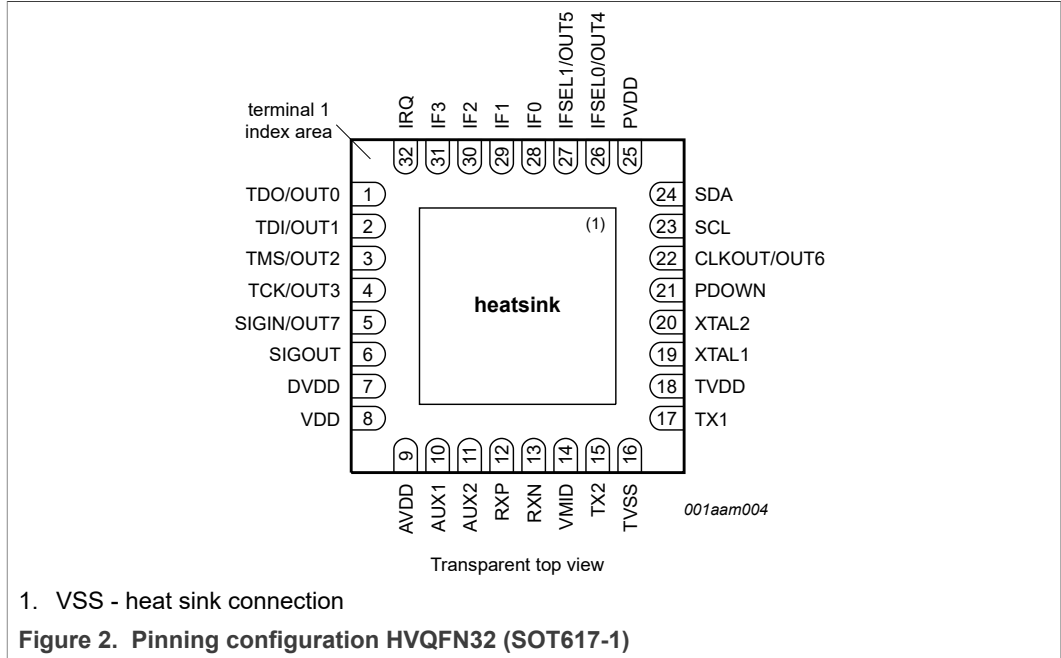 IRQ
IF3
IF2
IF1
IF0
IFSEL1/OUT5
IFSEL0/OUT4
PVDD
terminal 1
index area
32
31
30
29
28
27
26
25
TDO/OUT0 1
24 SDA
TDI/OUT1 2
(1)
23 SCL
TMS/OUT2 3
22 CLKOUT/OUT6
TCK/OUT3 4
21 PDOWN
heatsink
SIGIN/OUT7 5
20 XTAL2
SIGOUT 6
19 XTAL1
DVDD 7
18 TVDD
VDD 8
17 TX1
9
10
11
12
13
14
15
16
AVDD
AUX1
AUX2
RXP
RXN
VMID
TX2
TVSS
001aam004
Transparent top view
1. VSS - heat sink connection
Figure 2. Pinning configuration HVQFN32 (SOT617-1)